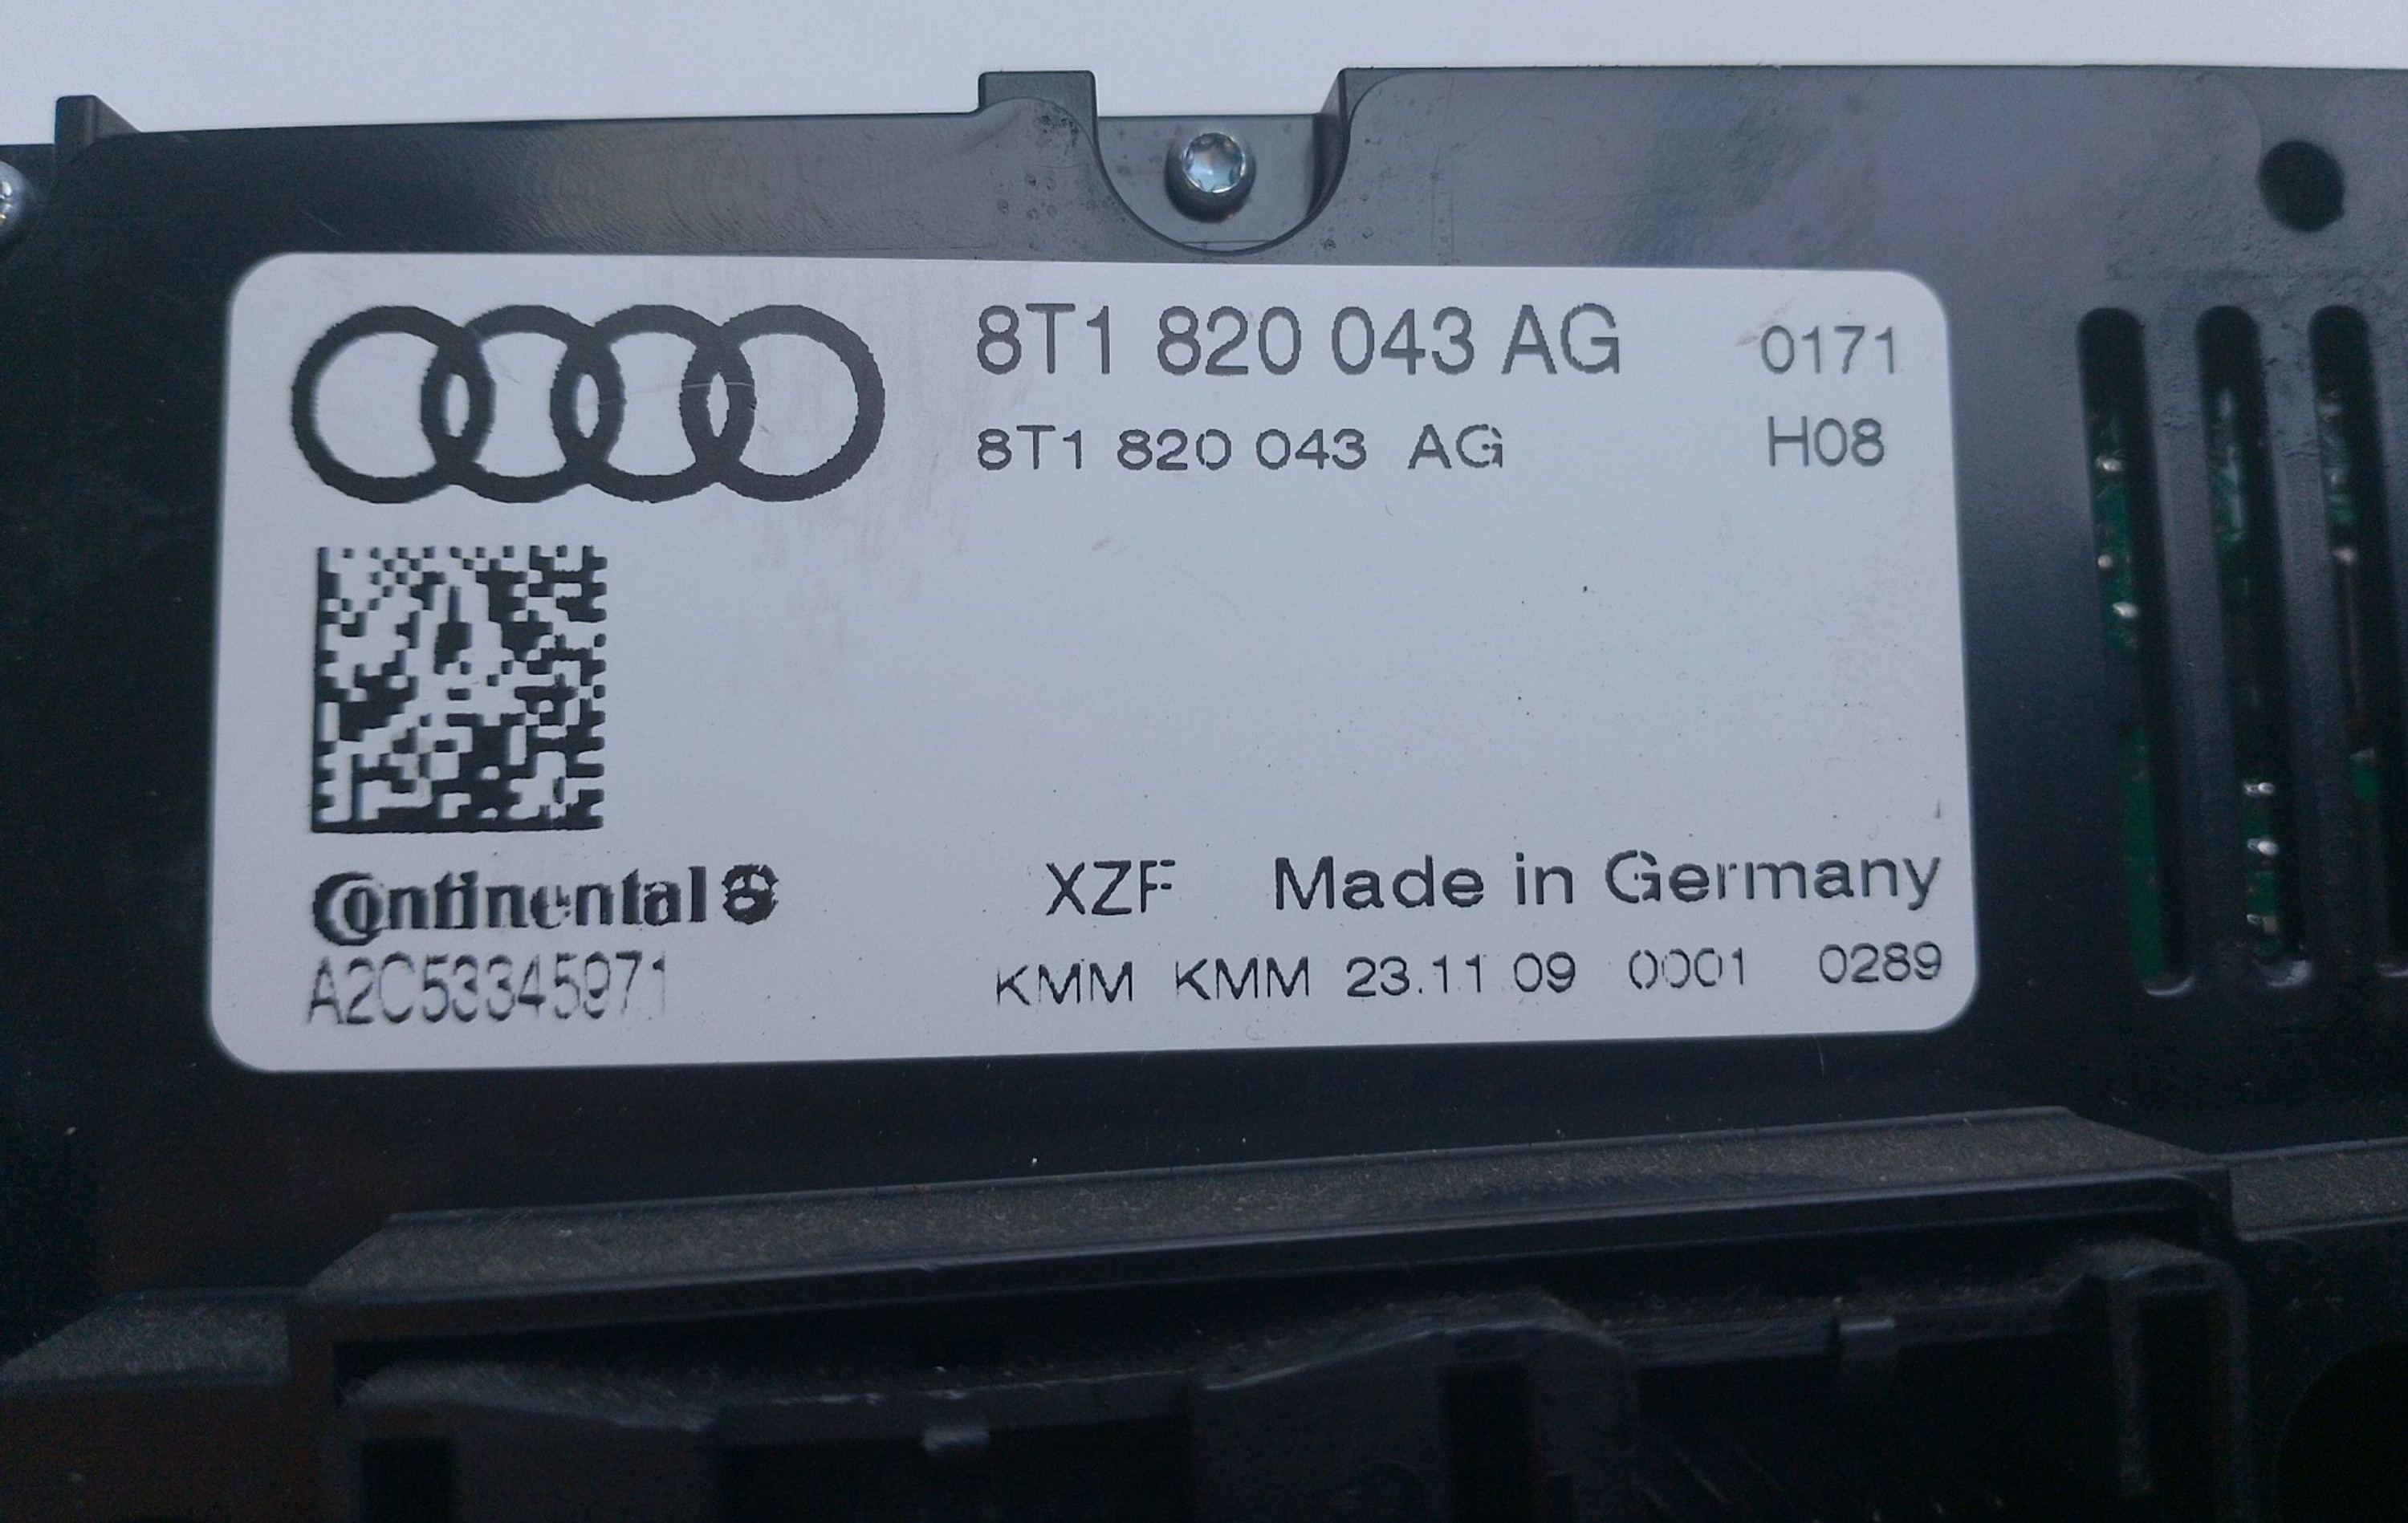 8T1 820 043 AG 0171
8T1 820 043 AG H08
Continental
XZF Made in Germany
A2C53345971
KMM KMM 23.11.09 0001 0289